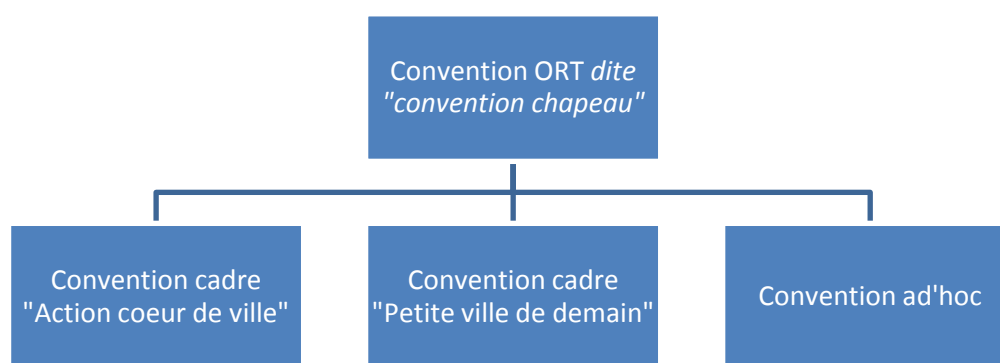 Convention ORT dite
"convention chapeau"
Convention cadre
"Action coeur de ville"
Convention cadre
"Petite ville de demain"
Convention ad'hoc